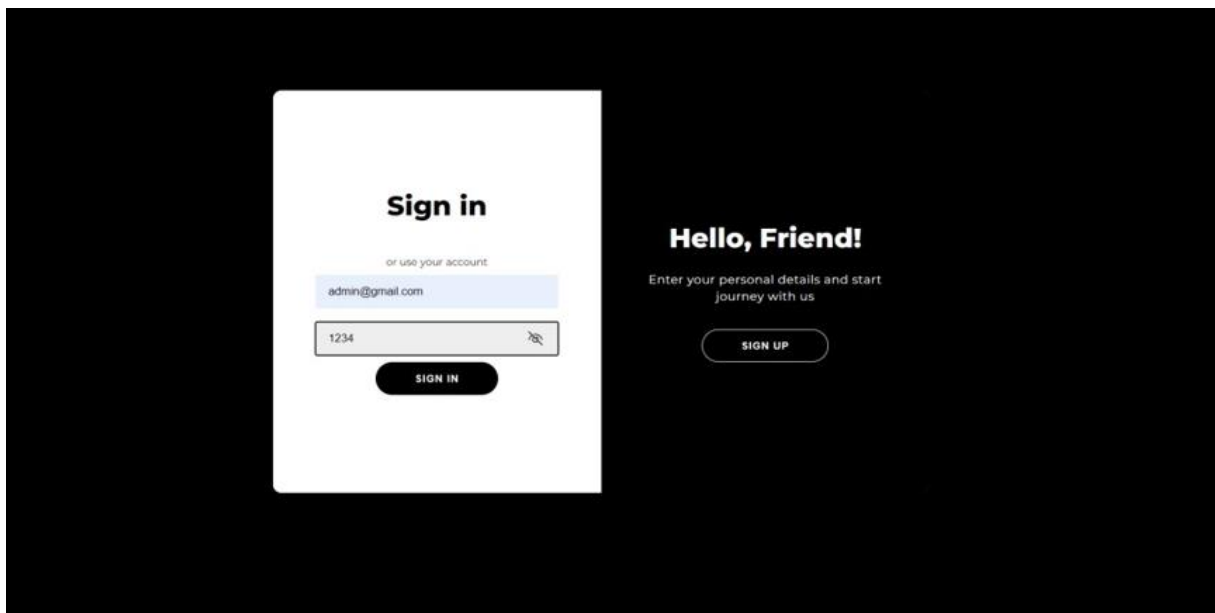 Sign in
or use your account
admin@gmail.com
1234
SIGN IN
Hello, Friend!
Enter your personal details and start
journey with us
SIGN UP